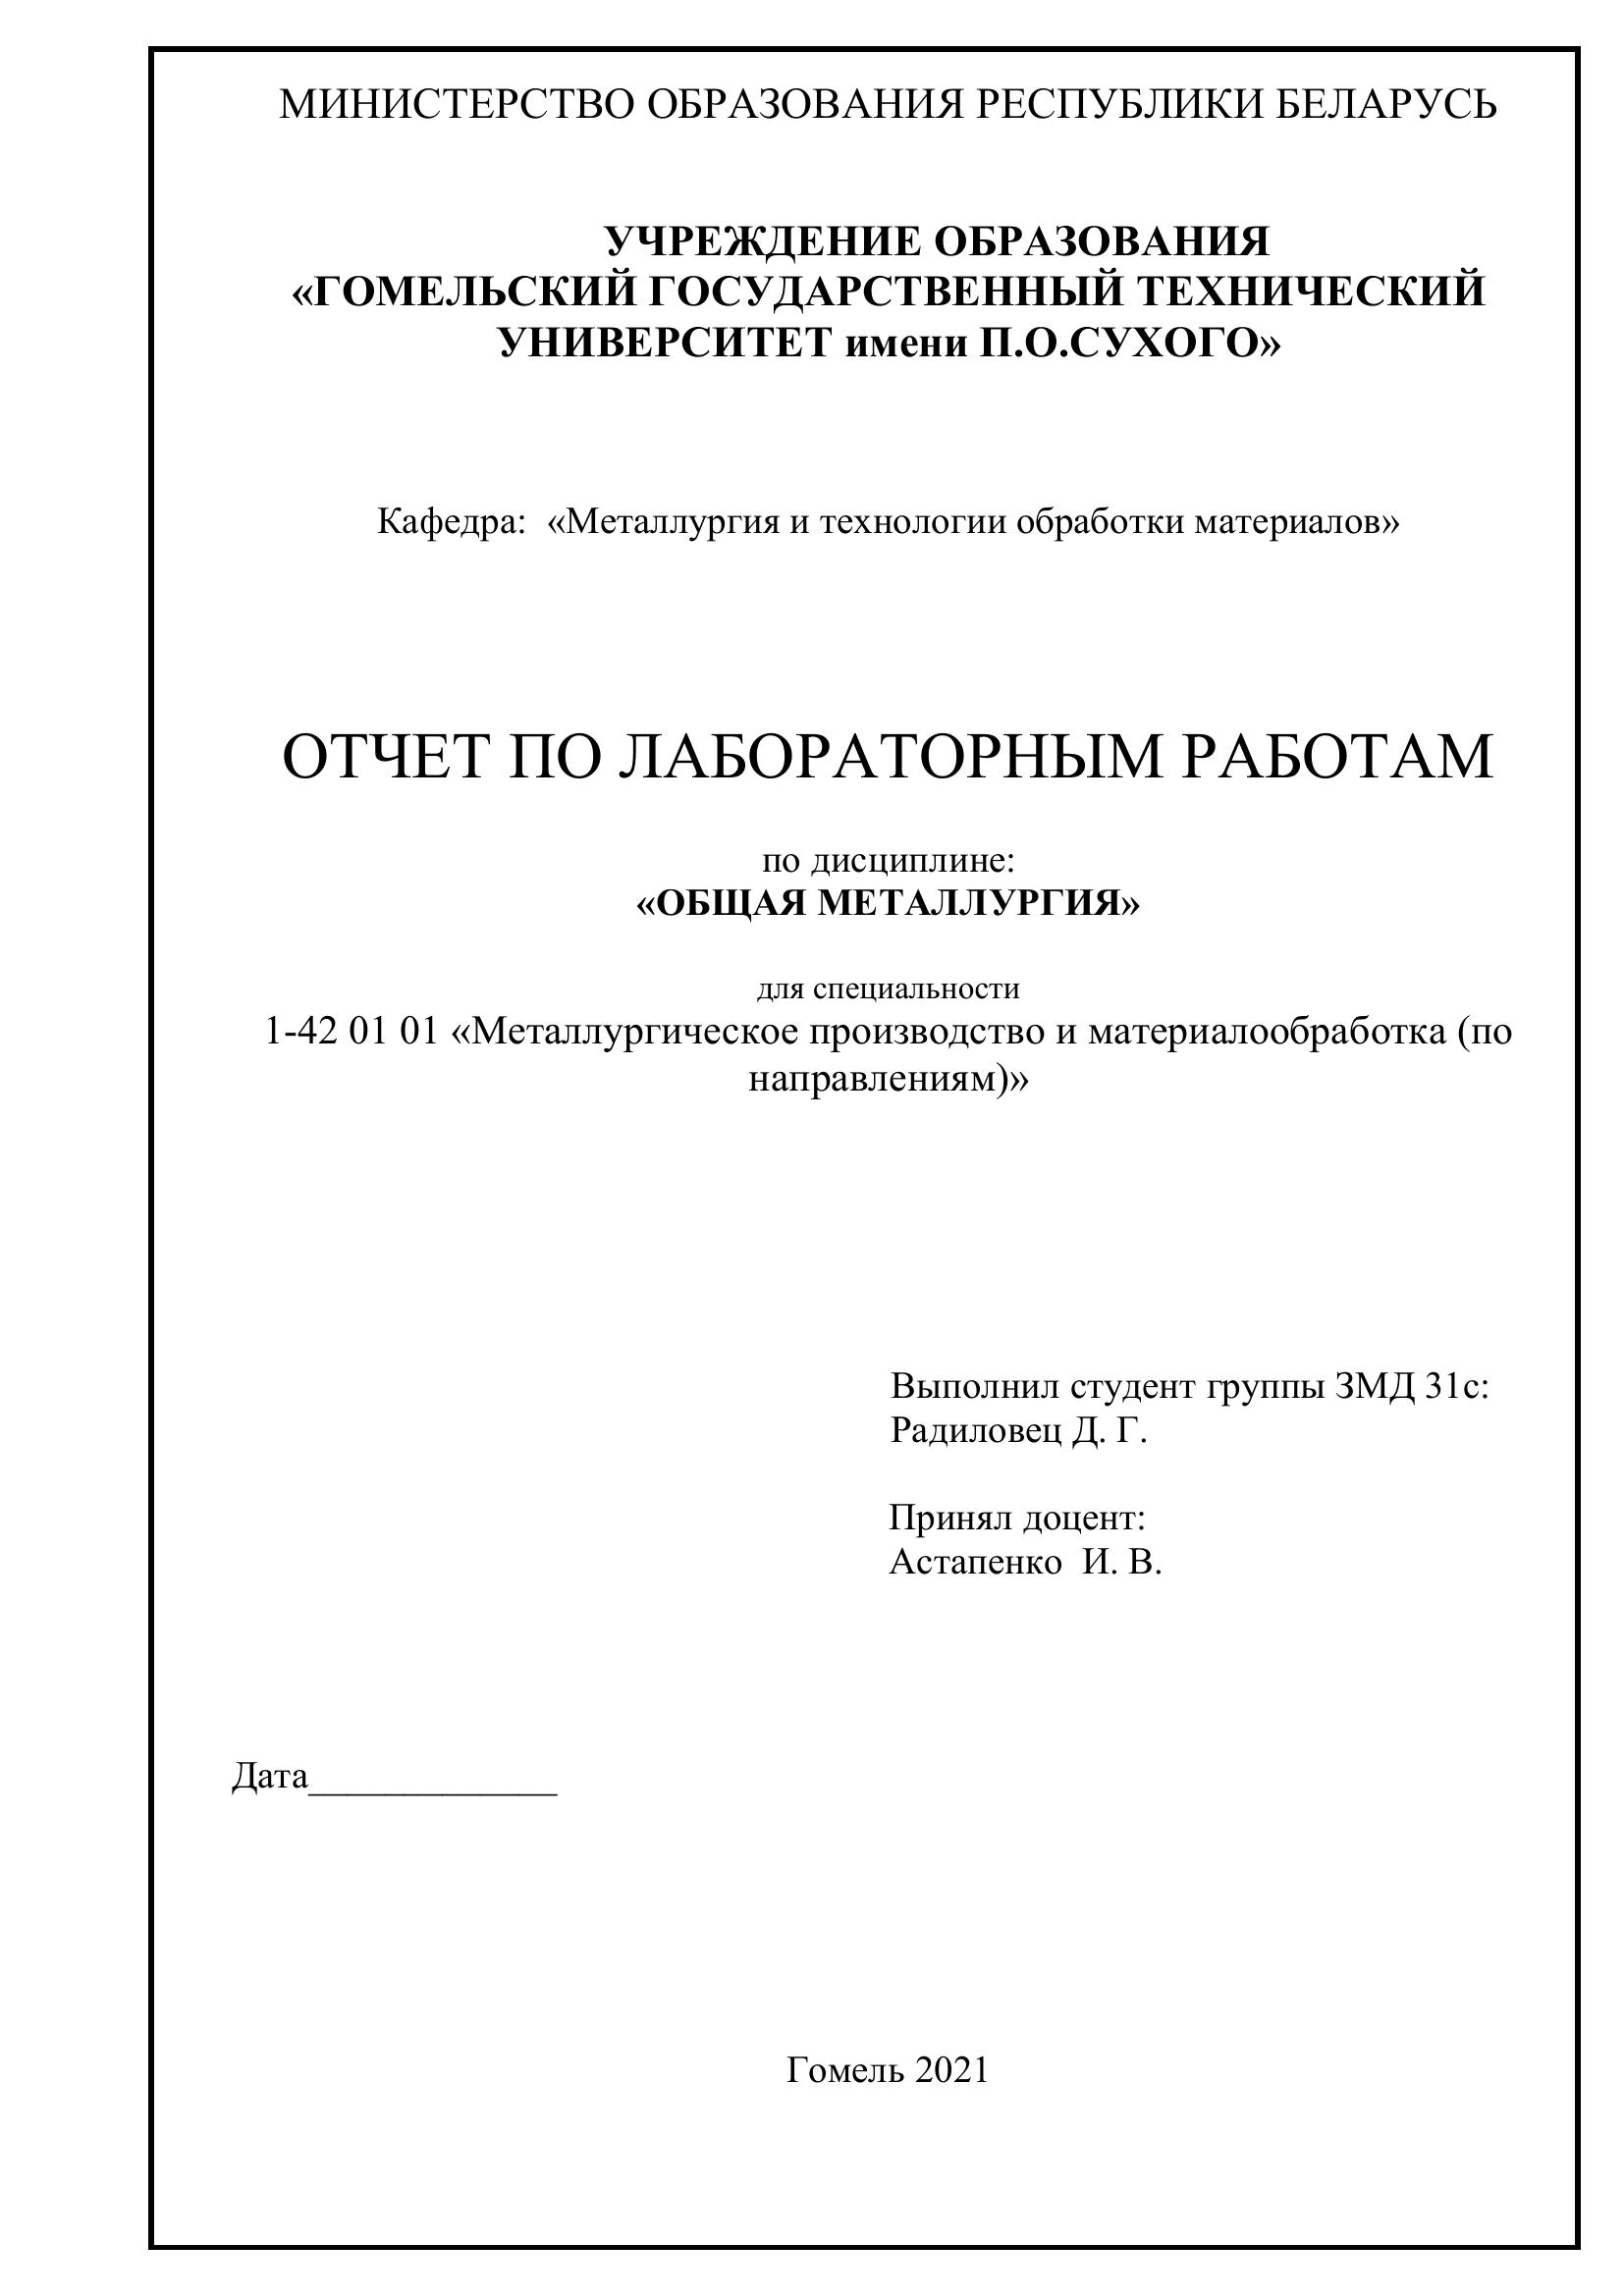 МИНИСТЕРСТВО ОБРАЗОВАНИЯ РЕСПУБЛИКИ БЕЛАРУСЬ
УЧРЕЖДЕНИЕ ОБРАЗОВАНИЯ
«ГОМЕЛЬСКИЙ ГОСУДАРСТВЕННЫЙ ТЕХНИЧЕСКИЙ
УНИВЕРСИТЕТ имени П.О.СУХОГО»
Кафедра:  «Металлургия и технологии обработки материалов»
ОТЧЕТ ПО ЛАБОРАТОРНЫМ РАБОТАМ
по дисциплине:
«ОБЩАЯ МЕТАЛЛУРГИЯ»
для специальности
1-42 01 01 «Металлургическое производство и материалообработка (по
направлениям)»
Выполнил студент группы ЗМД 31с:
Радиловец Д. Г.
Принял доцент:
Астапенко  И. В.
Дата_____________
Гомель 2021